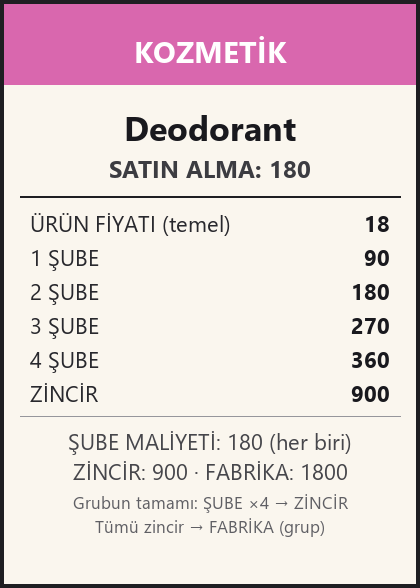 KOZMETİK
Deodorant
SATIN ALMA: 180
ÜRÜN FİYATI (temel) 18
1 ŞUBE 90
2 ŞUBE 180
3 ŞUBE 270
4 ŞUBE 360
ZİNCİR 900
ŞUBE MALİYETİ: 180 (her biri)
ZİNCİR: 900 · FABRİKA: 1800
Grubun tamamı: ŞUBE ×4 → ZİNCİR
Tümü zincir → FABRİKA (grup)